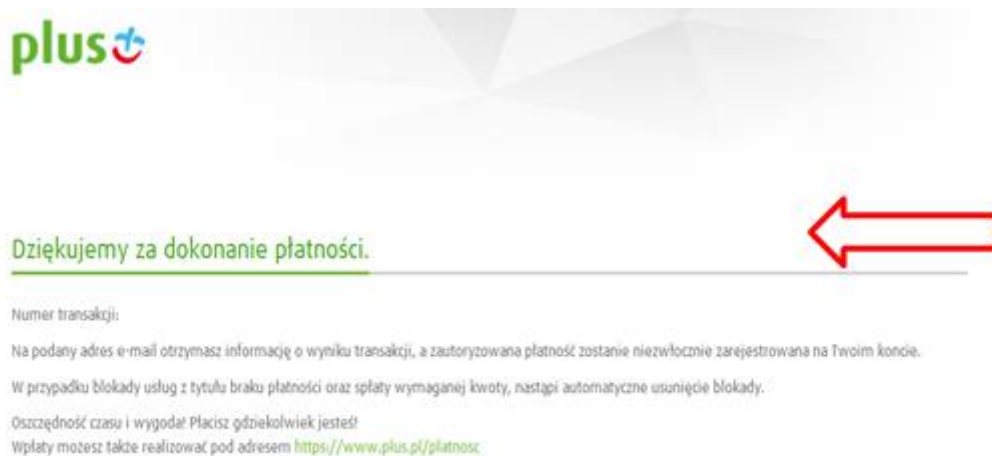 plus
Dziękujemy za dokonanie płatności.
Numer transakcji:
Na podany adres e-mail otrzymasz informację o wyniku transakcji, a zautoryzowana płatność zostanie niezwłocznie zarejestrowana na Twoim koncie.
W przypadku blokady usług z tytułu braku płatności oraz spłaty wymaganej kwoty, nastąpi automatyczne usunięcie blokady.
Oszczędność czasu i wygoda! Płacisz gdziekolwiek jesteś!
Wpłaty możesz także realizować pod adresem https://www.plus.pl/platnosc